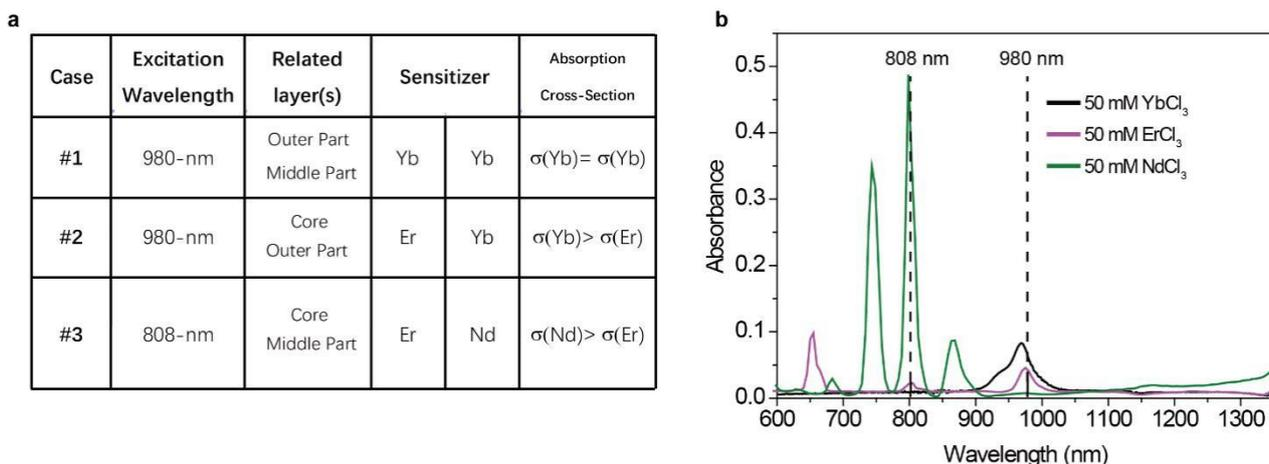 a
Case
Excitation
Wavelength
Related
layer(s)
Sensitizer
Absorption
Cross-Section
#1
980-nm
Outer Part
Middle Part
Yb
Yb
σ(Yb)= σ(Yb)
#2
980-nm
Core
Outer Part
Er
Yb
σ(Yb)> σ(Er)
#3
808-nm
Core
Middle Part
Er
Nd
σ(Nd)> σ(Er)
b
808 nm
980 nm
50 mM YbCl₃
50 mM ErCl₃
50 mM NdCl₃
Absorbance
0.5
0.4
0.3
0.2
0.1
0.0
600 700 800 900 1000 1100 1200 1300
Wavelength (nm)